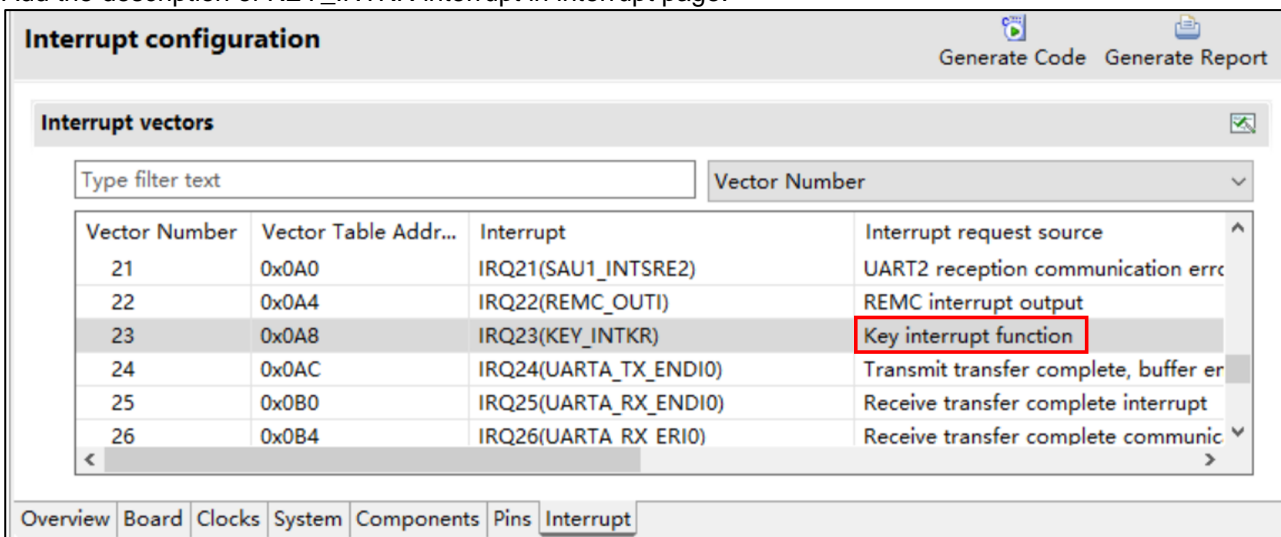 Interrupt configuration
Generate Code Generate Report
Interrupt vectors
Type filter text
Vector Number
Vector Number Vector Table Addr... Interrupt Interrupt request source
21 0x0A0 IRQ21(SAU1_INTSRE2) UART2 reception communication erro
22 0x0A4 IRQ22(REMC_OUTI) REMC interrupt output
23 0x0A8 IRQ23(KEY_INTKR) Key interrupt function
24 0x0AC IRQ24(UARTA_TX_ENDI0) Transmit transfer complete, buffer er
25 0x0B0 IRQ25(UARTA_RX_ENDI0) Receive transfer complete interrupt
26 0x0B4 IRQ26(UARTA_RX_ERI0) Receive transfer complete communic
Overview Board Clocks System Components Pins Interrupt